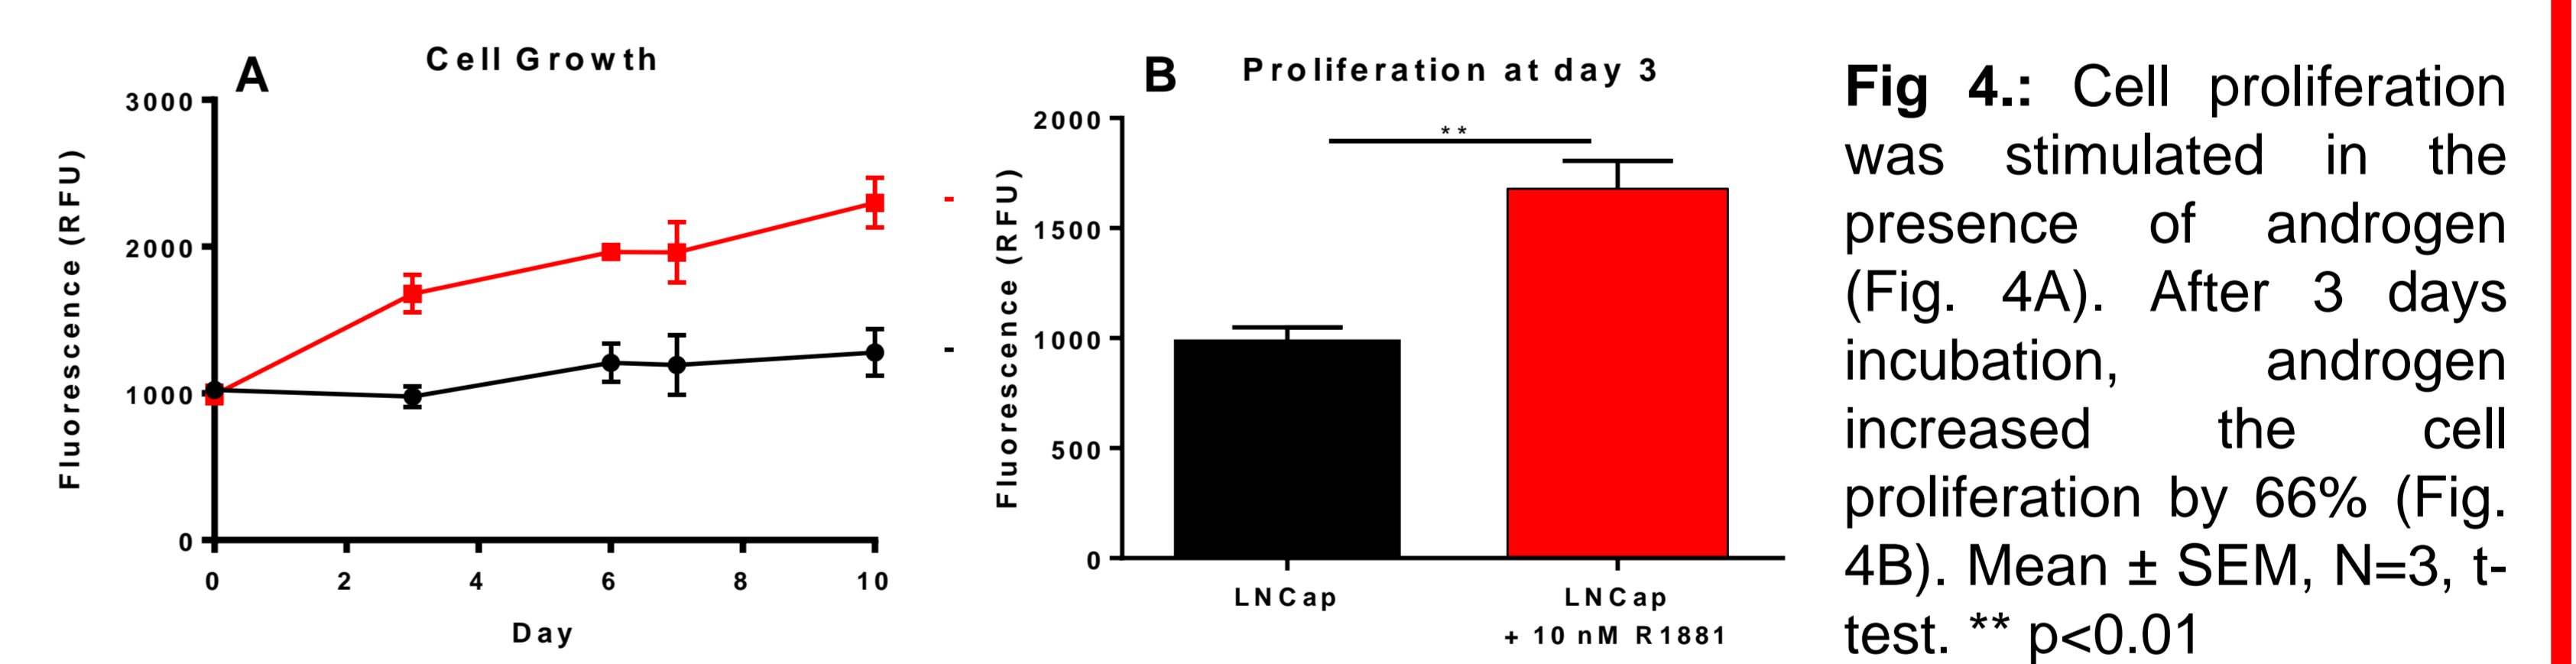 A
Cell Growth
3000
2000
1000
0
0 2 4 6 8 10
Fluorescence (RFU)
Day
-
-
B
Proliferation at day 3
**
2000
1500
1000
500
0
Fluorescence (RFU)
LNCap
LNCap
+ 10 nM R1881
Fig 4.: Cell proliferation
was stimulated in the
presence of androgen
(Fig. 4A). After 3 days
incubation, androgen
increased the cell
proliferation by 66% (Fig.
4B). Mean ± SEM, N=3, t-
test. ** p<0.01